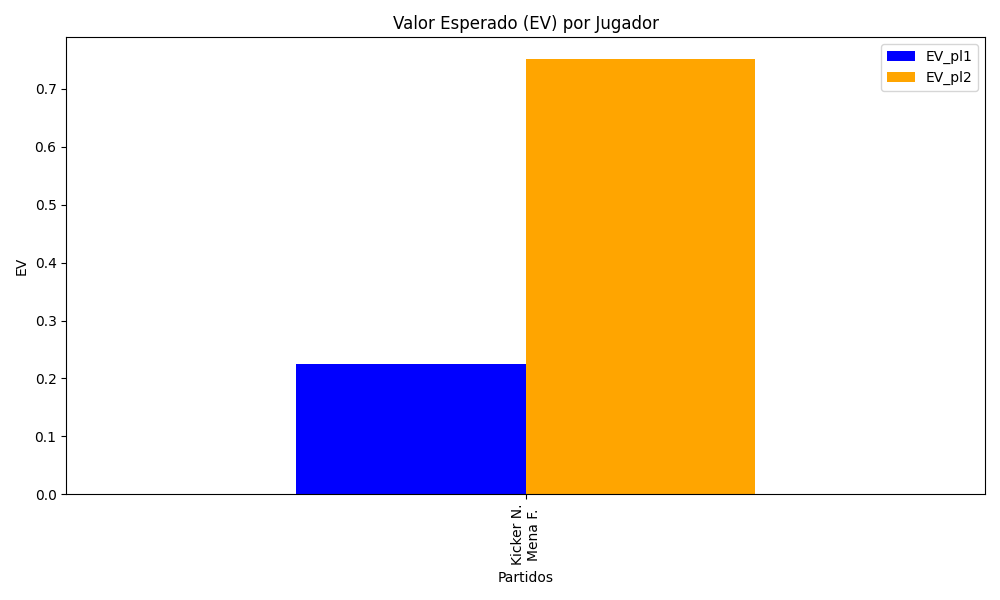 Valor Esperado (EV) por Jugador
EV_pl1
EV_pl2
EV
0.7
0.6
0.5
0.4
0.3
0.2
0.1
0.0
Kicker N.
Mena F.
Partidos